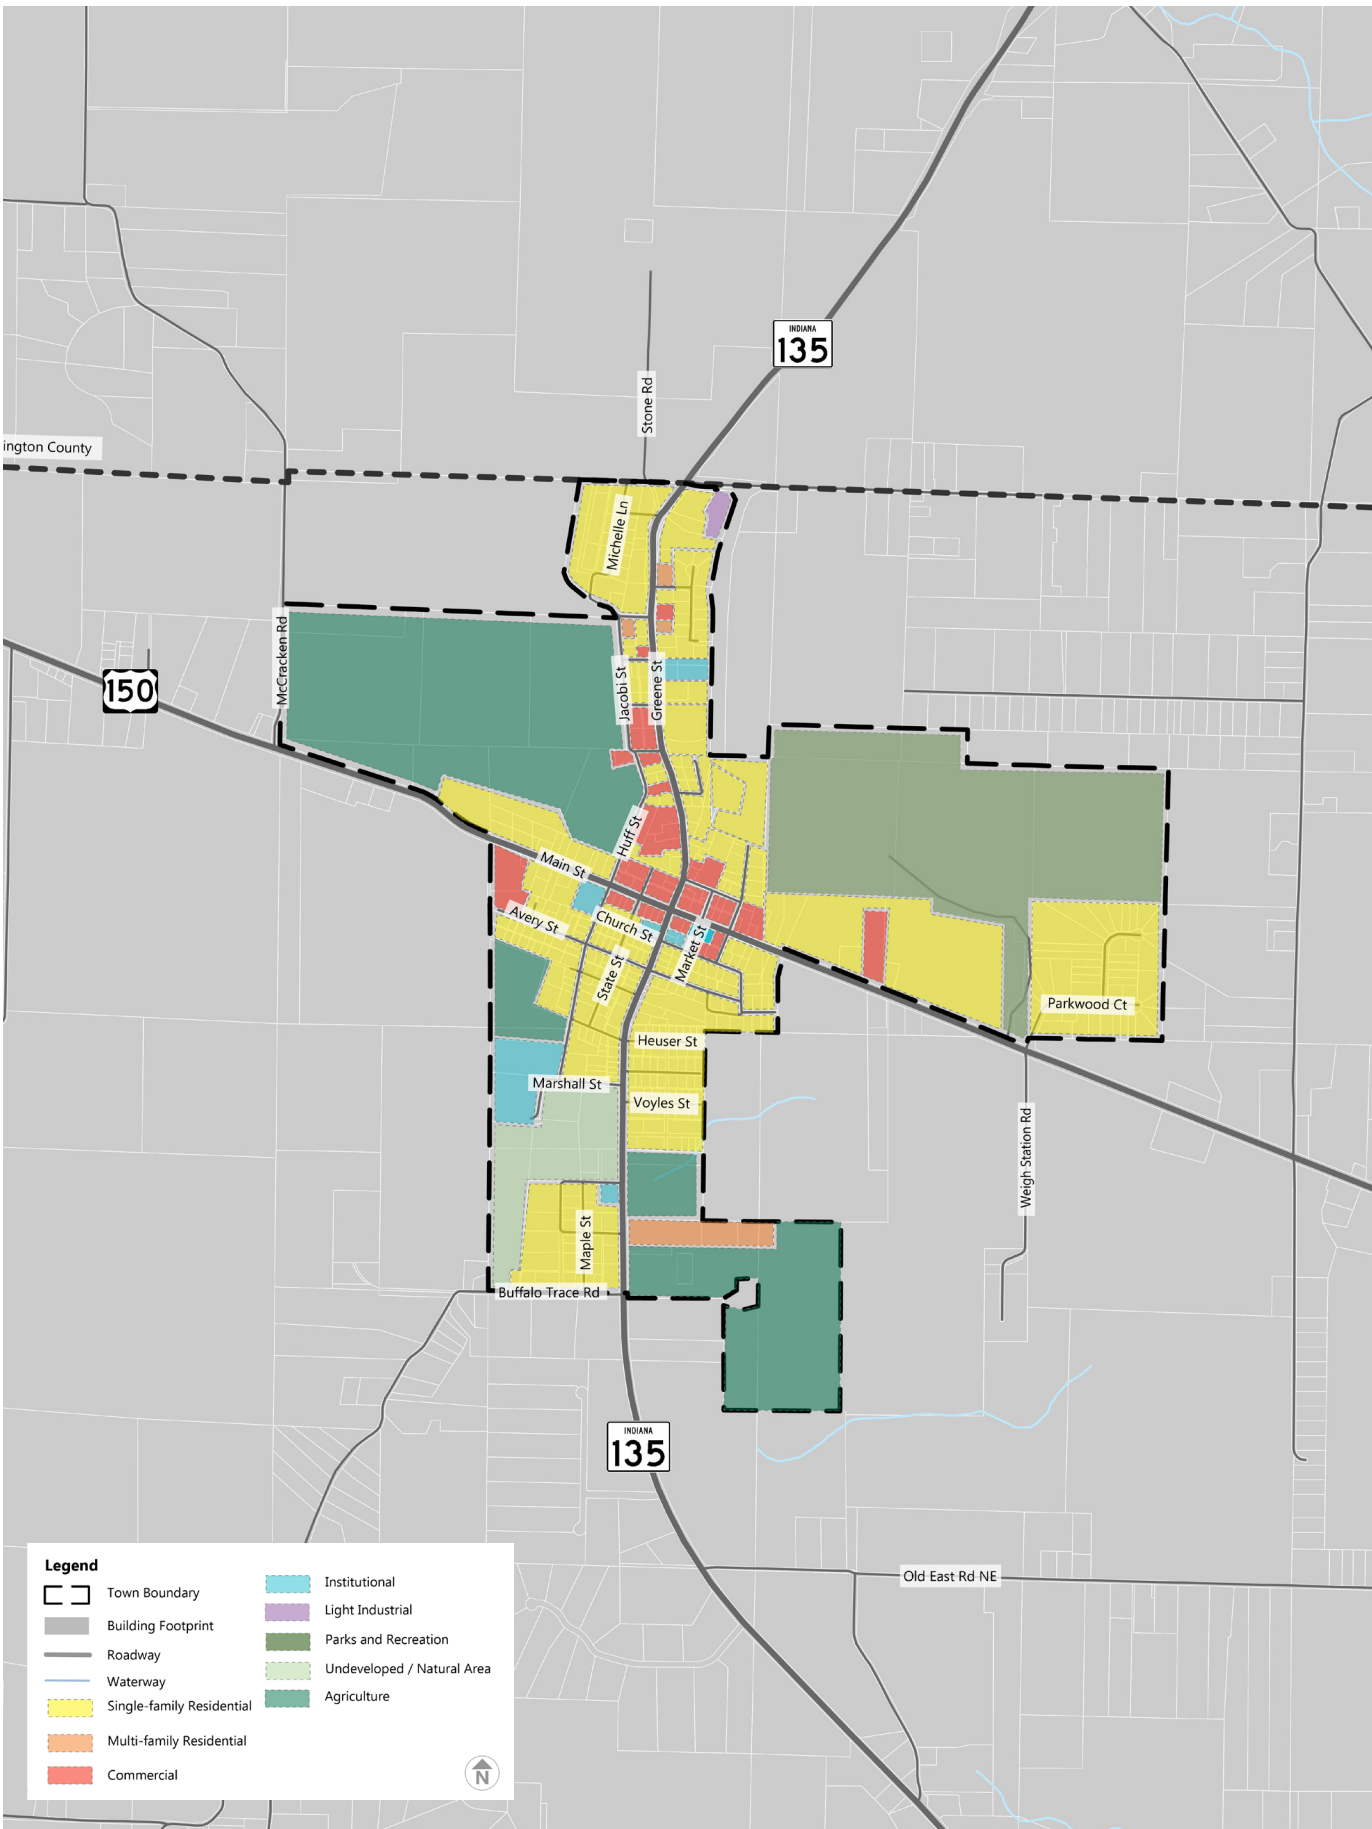 INDIANA
135
Stone Rd
ington County
Michelle Ln
McCracken Rd
150
Jacobi St
Greene St
Huff St
Main St
Avery St
Church St
Market St
State St
Parkwood Ct
Heuser St
Marshall St
Voyles St
Weigh Station Rd
Maple St
Buffalo Trace Rd
INDIANA
135
Old East Rd NE
Legend
Town Boundary
Building Footprint
Roadway
Waterway
Single-family Residential
Multi-family Residential
Commercial
Institutional
Light Industrial
Parks and Recreation
Undeveloped / Natural Area
Agriculture
N